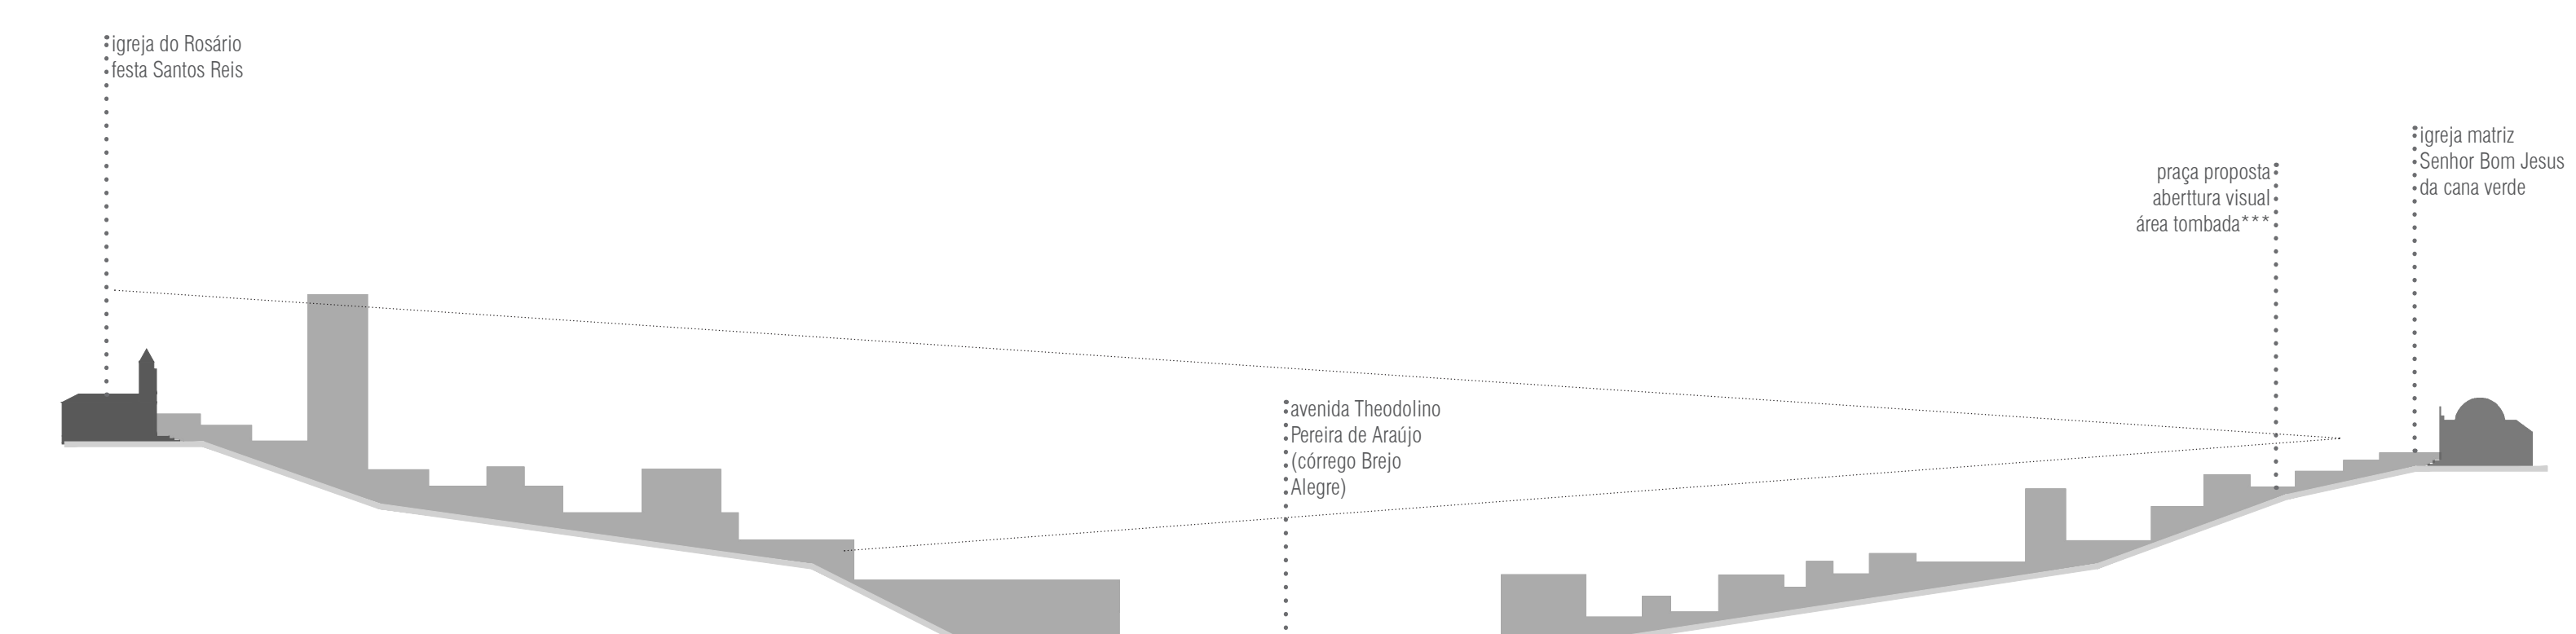 igreja do Rosário
festa Santos Reis
avenida Theodolino
Pereira de Araújo
(córrego Brejo
Alegre)
praça proposta
aberttura visual
área tombada***
igreja matriz
Senhor Bom Jesus
da cana verde